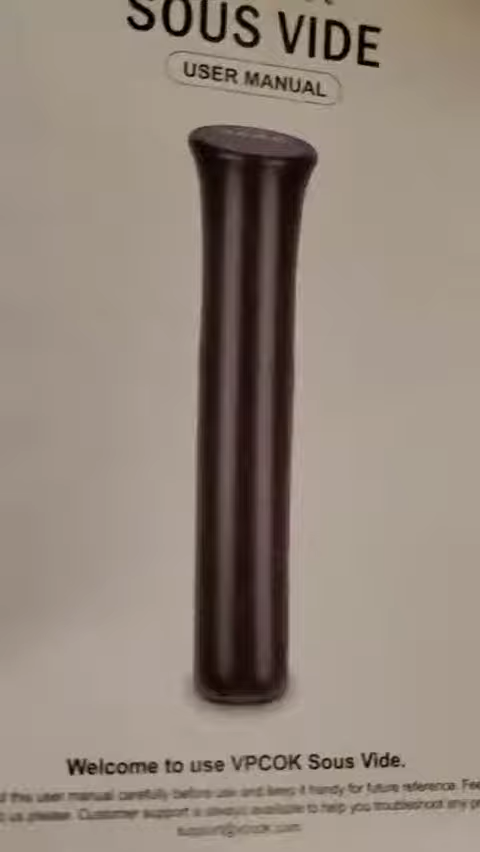 SOUS VIDE
USER MANUAL
Welcome to use VPCOK Sous Vide.
this user manual carefully before use and keep it handy for future reference.
us please. Customer support is always available to help you troubleshoot any